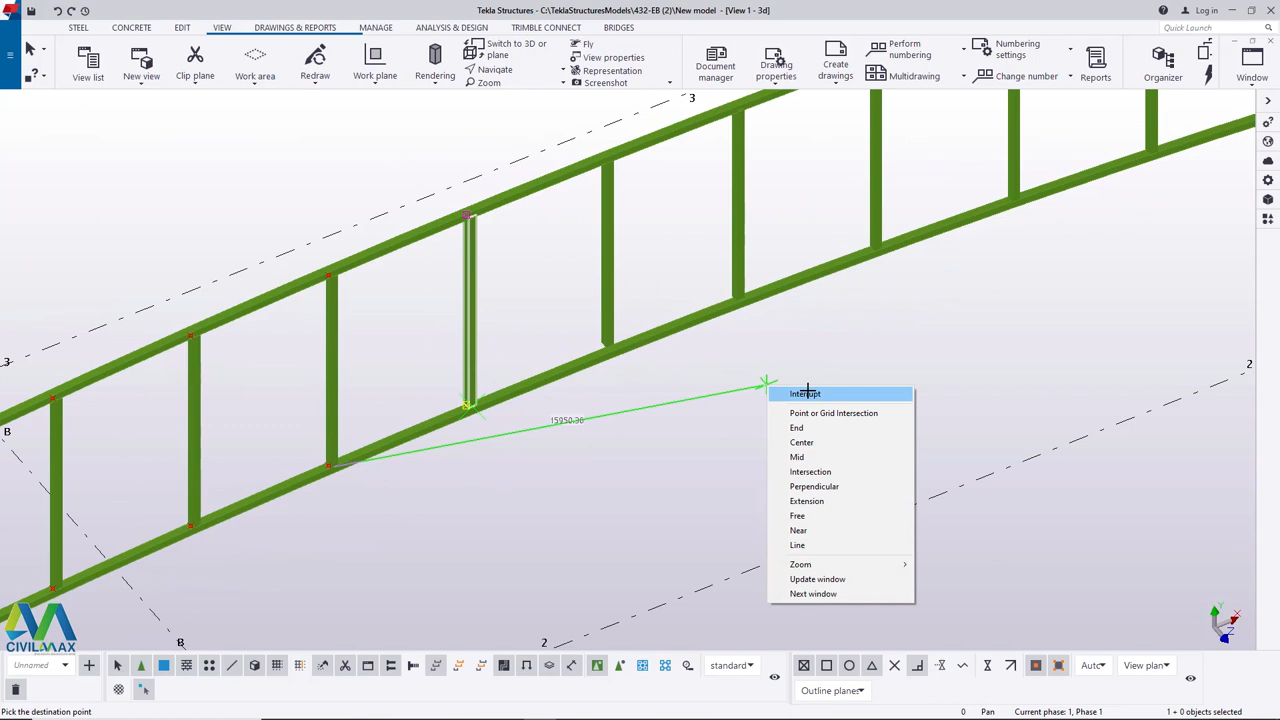 Tekla Structures - C:\TeklaStructuresModels\432-EB (2)\New model - [View 1 - 3d]
Log in
STEEL
CONCRETE
EDIT
VIEW
DRAWINGS & REPORTS
MANAGE
ANALYSIS & DESIGN
TRIMBLE CONNECT
BRIDGES
Quick Launch
View list
New view
Clip plane
Work area
Redraw
Work plane
Rendering
Switch to 3D or
plane
Navigate
Zoom
Fly
View properties
Representation
Screenshot
Document
manager
Drawing
properties
Create
drawings
Perform
numbering
Multidrawing
Numbering
settings
Change number
Reports
Organizer
Window
3
3
2
B
15950.36
Interrupt
Point or Grid Intersection
End
Center
Mid
Intersection
Perpendicular
Extension
Free
Near
Line
Zoom
Update window
Next window
B
2
Y
X
Z
CIVILMAX
Unnamed
standard
Auto
View plan
Outline planes
Pick the destination point
0
Pan
Current phase: 1, Phase 1
1 + 0 objects selected